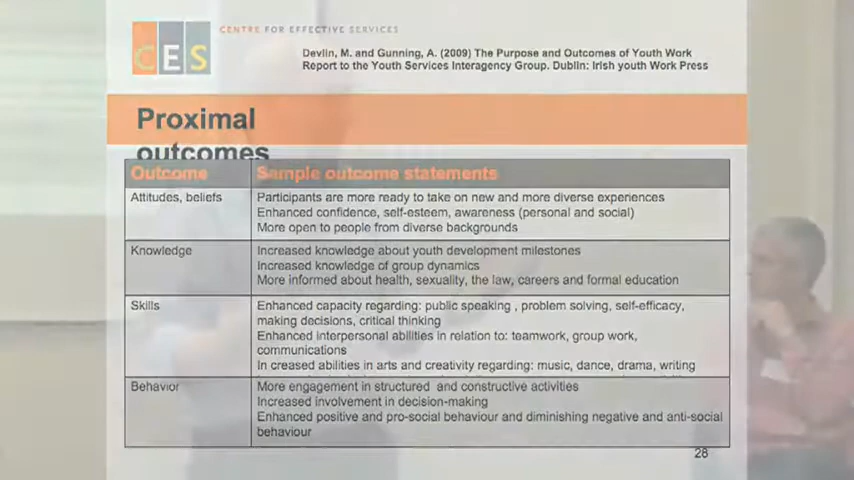 CES
CENTRE FOR EFFECTIVE SERVICES
Devlin, M. and Gunning, A. (2009) The Purpose and Outcomes of Youth Work
Report to the Youth Services Interagency Group. Dublin: Irish youth Work Press
Proximal
outcomes
Outcome
Sample outcome statements
Attitudes, beliefs
Participants are more ready to take on new and more diverse experiences
Enhanced confidence, self-esteem, awareness (personal and social)
More open to people from diverse backgrounds
Knowledge
Increased knowledge about youth development milestones
Increased knowledge of group dynamics
More informed about health, sexuality, the law, careers and formal education
Skills
Enhanced capacity regarding: public speaking , problem solving, self-efficacy,
making decisions, critical thinking
Enhanced interpersonal abilities in relation to: teamwork, group work,
communications
In creased abilities in arts and creativity regarding: music, dance, drama, writing
Behavior
More engagement in structured and constructive activities
Increased involvement in decision-making
Enhanced positive and pro-social behaviour and diminishing negative and anti-social
behaviour
28